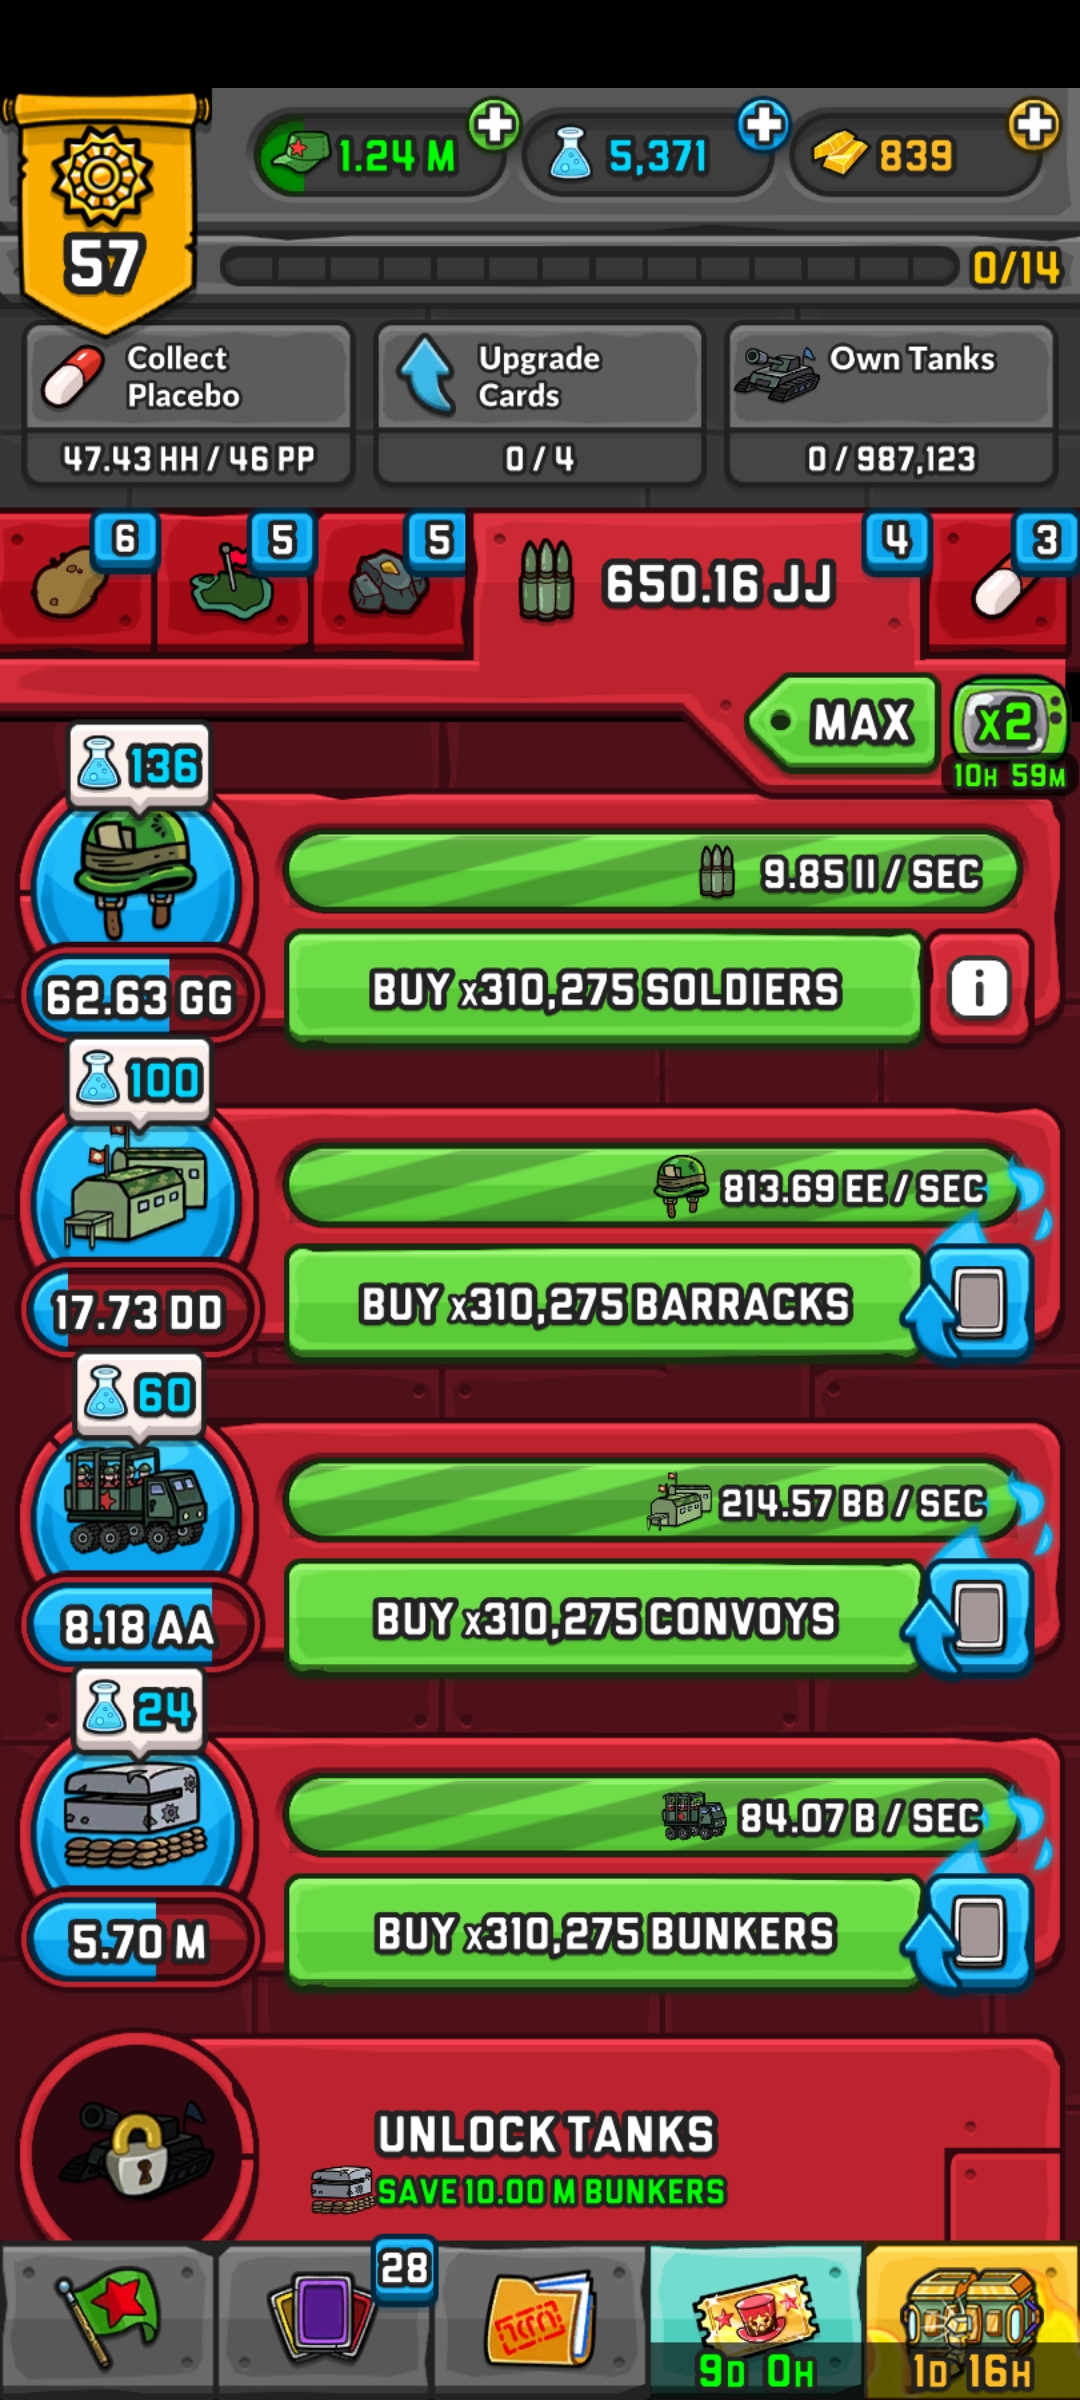 1.24 M
5,371
839
57
0/14
Collect
Placebo
47.43 HH / 46 PP
Upgrade
Cards
0 / 4
Own Tanks
0 / 987,123
6
5
5
650.16 JJ
4
3
MAX
x2
10H 59M
136
9.85 II / SEC
62.63 GG
BUY x310,275 SOLDIERS
i
100
813.69 EE / SEC
17.73 DD
BUY x310,275 BARRACKS
60
214.57 BB / SEC
8.18 AA
BUY x310,275 CONVOYS
24
84.07 B / SEC
5.70 M
BUY x310,275 BUNKERS
UNLOCK TANKS
SAVE 10.00 M BUNKERS
28
9D 0H
1D 16H